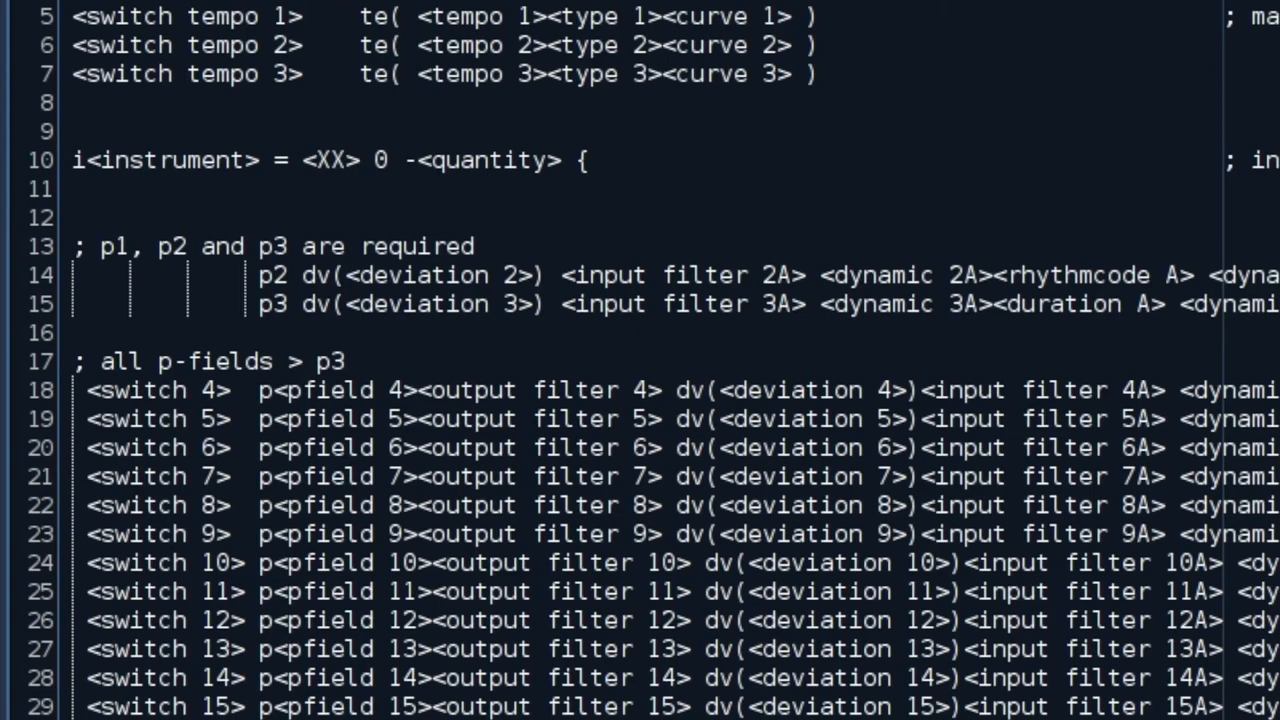 5 <switch tempo 1>    te( <tempo 1><type 1><curve 1> ) ; ma
6 <switch tempo 2>    te( <tempo 2><type 2><curve 2> )
7 <switch tempo 3>    te( <tempo 3><type 3><curve 3> )
8
9
10 i<instrument> = <XX> 0 -<quantity> { ; in
11
12
13 ; p1, p2 and p3 are required
14 p2 dv(<deviation 2>) <input filter 2A> <dynamic 2A><rhythmcode A> <dyna
15 p3 dv(<deviation 3>) <input filter 3A> <dynamic 3A><duration A> <dynami
16
17 ; all p-fields > p3
18 <switch 4>  p<pfield 4><output filter 4> dv(<deviation 4>)<input filter 4A> <dynami
19 <switch 5>  p<pfield 5><output filter 5> dv(<deviation 5>)<input filter 5A> <dynami
20 <switch 6>  p<pfield 6><output filter 6> dv(<deviation 6>)<input filter 6A> <dynami
21 <switch 7>  p<pfield 7><output filter 7> dv(<deviation 7>)<input filter 7A> <dynami
22 <switch 8>  p<pfield 8><output filter 8> dv(<deviation 8>)<input filter 8A> <dynami
23 <switch 9>  p<pfield 9><output filter 9> dv(<deviation 9>)<input filter 9A> <dynami
24 <switch 10> p<pfield 10><output filter 10> dv(<deviation 10>)<input filter 10A> <dy
25 <switch 11> p<pfield 11><output filter 11> dv(<deviation 11>)<input filter 11A> <dy
26 <switch 12> p<pfield 12><output filter 12> dv(<deviation 12>)<input filter 12A> <dy
27 <switch 13> p<pfield 13><output filter 13> dv(<deviation 13>)<input filter 13A> <dy
28 <switch 14> p<pfield 14><output filter 14> dv(<deviation 14>)<input filter 14A> <dy
29 <switch 15> p<pfield 15><output filter 15> dv(<deviation 15>)<input filter 15A> <dy